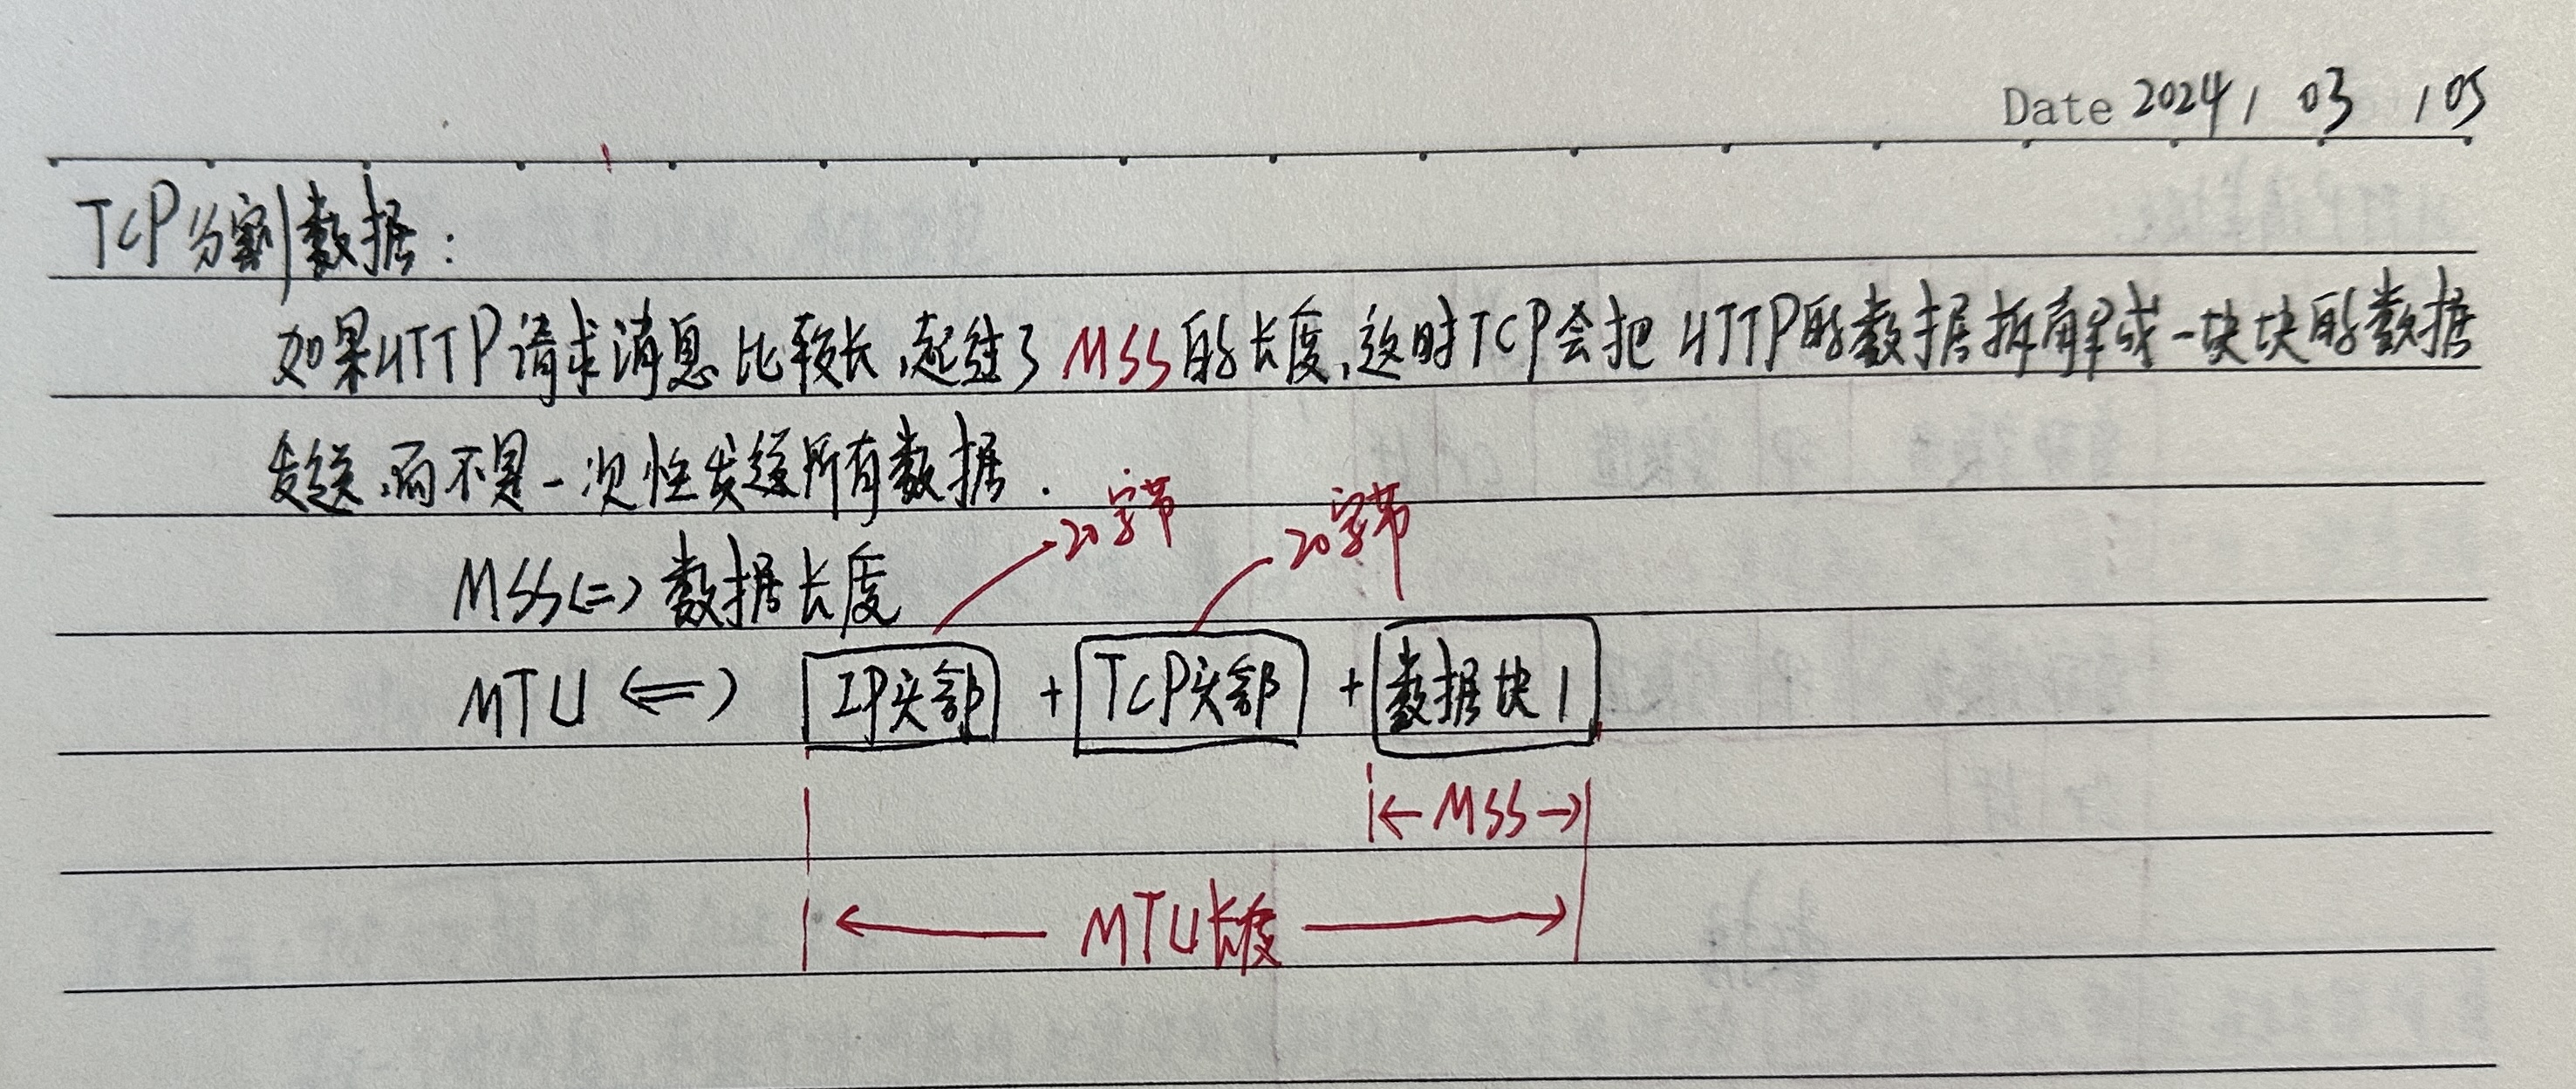 Date 2024 / 03 / 05
TCP分割数据：
如果HTTP请求消息比较长,超过了MSS的长度,这时TCP会把HTTP的数据拆解成一块块的数据
发送,而不是一次性发送所有数据.
20字节 20字节
MSS<=>数据长度
MTU <=> IP头部 + TCP头部 + 数据块1
MSS
MTU长度